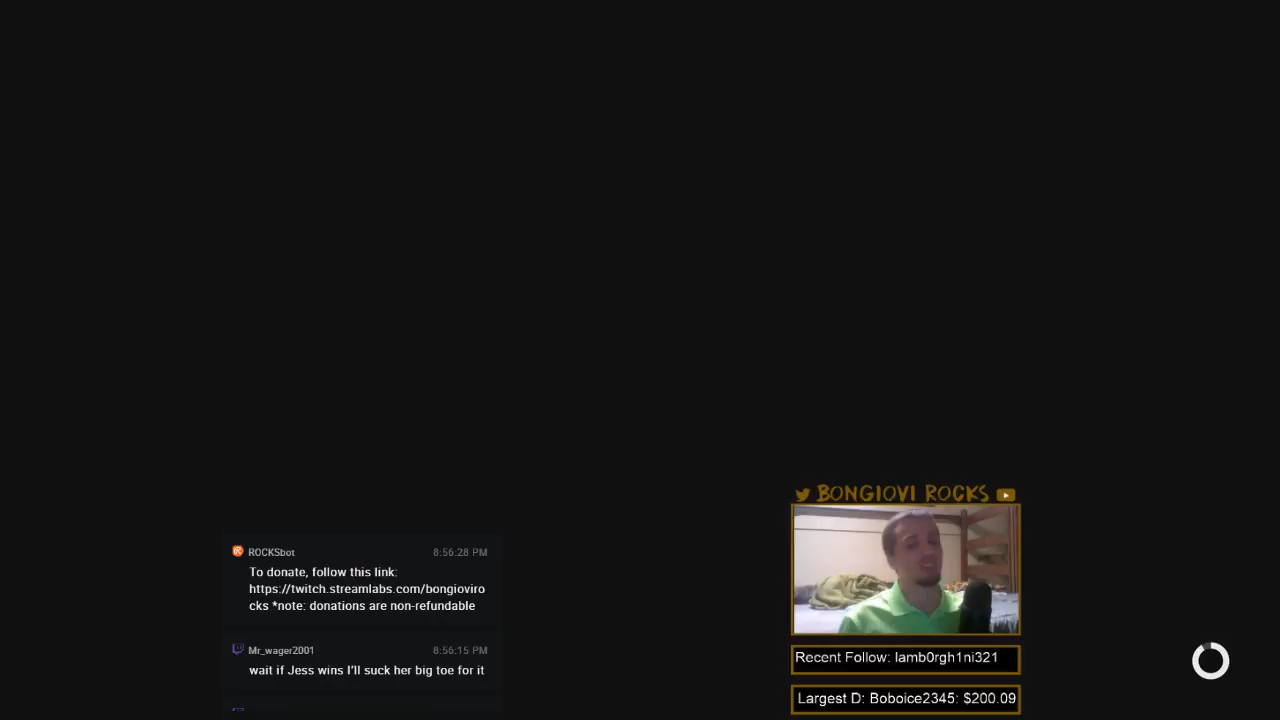 BONGIOVI ROCKS
ROCKSbot 8:56:28 PM
To donate, follow this link:
https://twitch.streamlabs.com/bongioviro
cks *note: donations are non-refundable
Mr_wager2001 8:56:15 PM
wait if Jess wins I'll suck her big toe for it
Recent Follow: lamb0rgh1ni321
Largest D: Boboice2345: $200.09